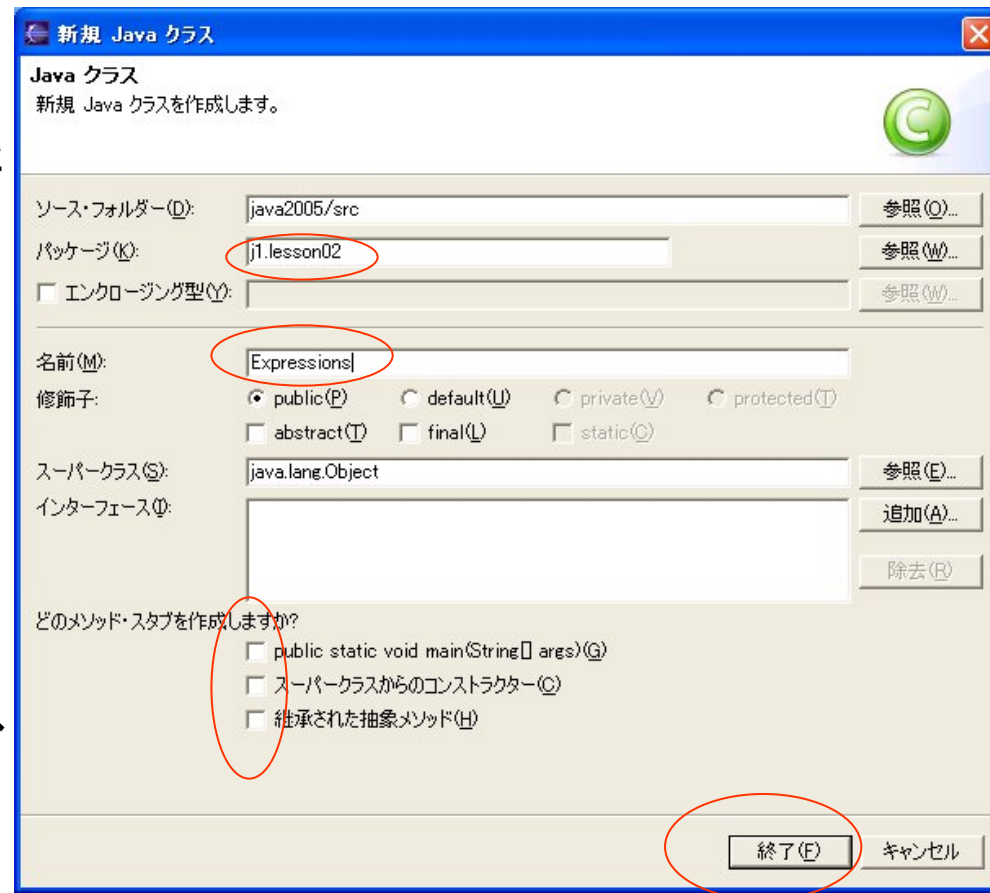 新規 Java クラス
Java クラス
新規 Java クラスを作成します。
ソース・フォルダー(D): java2005/src 参照(O)...
パッケージ(K): j1.lesson02 参照(W)...
エンクロージング型(Y): 参照(W)...
名前(M): Expressions
修飾子: public(P) default(U) private(V) protected(T)
abstract(T) final(L) static(C)
スーパークラス(S): java.lang.Object 参照(E)...
インターフェース(I): 追加(A)...
除去(R)
どのメソッド・スタブを作成しますか?
public static void main(String[] args)(G)
スーパークラスからのコンストラクター(C)
継承された抽象メソッド(H)
終了(F) キャンセル